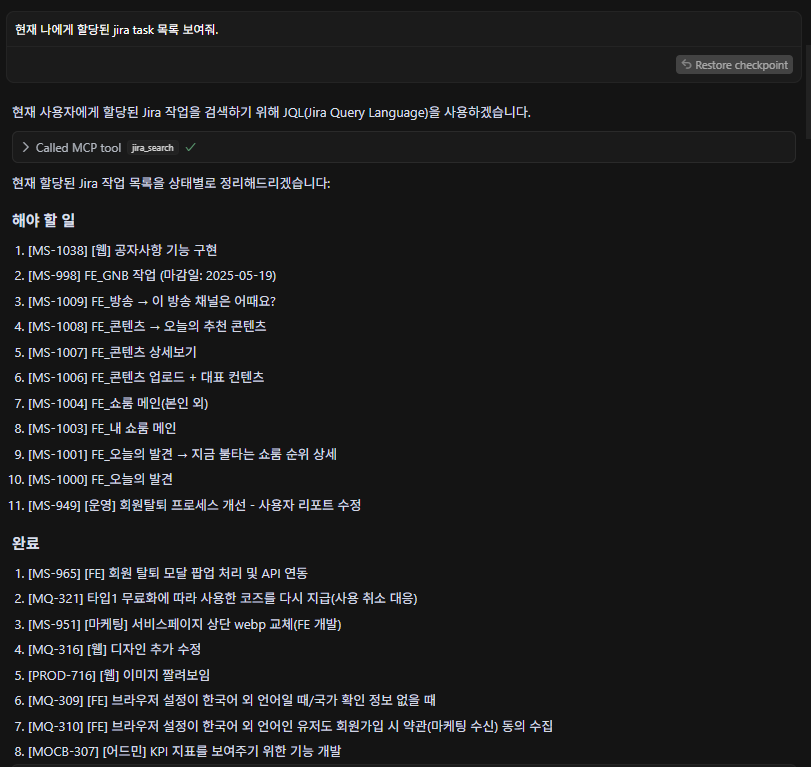 현재 나에게 할당된 jira task 목록 보여줘.
Restore checkpoint
현재 사용자에게 할당된 Jira 작업을 검색하기 위해 JQL(Jira Query Language)을 사용하겠습니다.
Called MCP tool jira_search
현재 할당된 Jira 작업 목록을 상태별로 정리해드리겠습니다:
해야 할 일
1. [MS-1038] [웹] 공자사항 기능 구현
2. [MS-998] FE_GNB 작업 (마감일: 2025-05-19)
3. [MS-1009] FE_방송 → 이 방송 채널은 어때요?
4. [MS-1008] FE_콘텐츠 → 오늘의 추천 콘텐츠
5. [MS-1007] FE_콘텐츠 상세보기
6. [MS-1006] FE_콘텐츠 업로드 + 대표 컨텐츠
7. [MS-1004] FE_쇼룸 메인(본인 외)
8. [MS-1003] FE_내 쇼룸 메인
9. [MS-1001] FE_오늘의 발견 → 지금 불타는 쇼룸 순위 상세
10. [MS-1000] FE_오늘의 발견
11. [MS-949] [운영] 회원탈퇴 프로세스 개선 - 사용자 리포트 수정
완료
1. [MS-965] [FE] 회원 탈퇴 모달 팝업 처리 및 API 연동
2. [MQ-321] 타입1 무료화에 따라 사용한 코즈를 다시 지급(사용 취소 대응)
3. [MS-951] [마케팅] 서비스페이지 상단 webp 교체(FE 개발)
4. [MQ-316] [웹] 디자인 추가 수정
5. [PROD-716] [웹] 이미지 짤려보임
6. [MQ-309] [FE] 브라우저 설정이 한국어 외 언어일 때/국가 확인 정보 없을 때
7. [MQ-310] [FE] 브라우저 설정이 한국어 외 언어인 유저도 회원가입 시 약관(마케팅 수신) 동의 수집
8. [MOCB-307] [어드민] KPI 지표를 보여주기 위한 기능 개발